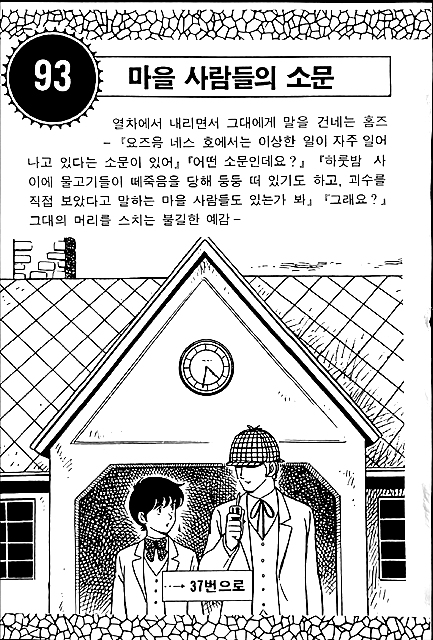 93
마을 사람들의 소문
열차에서 내리면서 그대에게 말을 건네는 홈즈
－『요즈음 네스 호에서는 이상한 일이 자주 일어
나고 있다는 소문이 있어』『어떤 소문인데요?』『하룻밤 사
이에 물고기들이 떼죽음을 당해 둥둥 떠 있기도 하고, 괴수를
직접 보았다고 말하는 마을 사람들도 있는가 봐』『그래요?』
그대의 머리를 스치는 불길한 예감－
···→ 37번으로